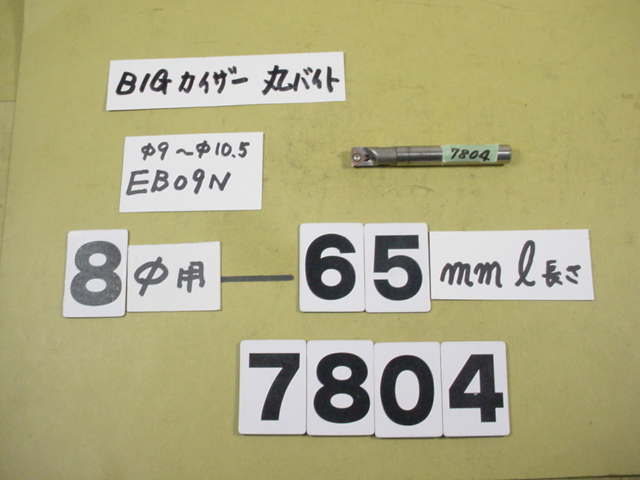 BIGカイザー 丸バイト
Φ9～Φ10.5
EB09N
7804
8 Φ用 — 65 mm l 長さ
7804